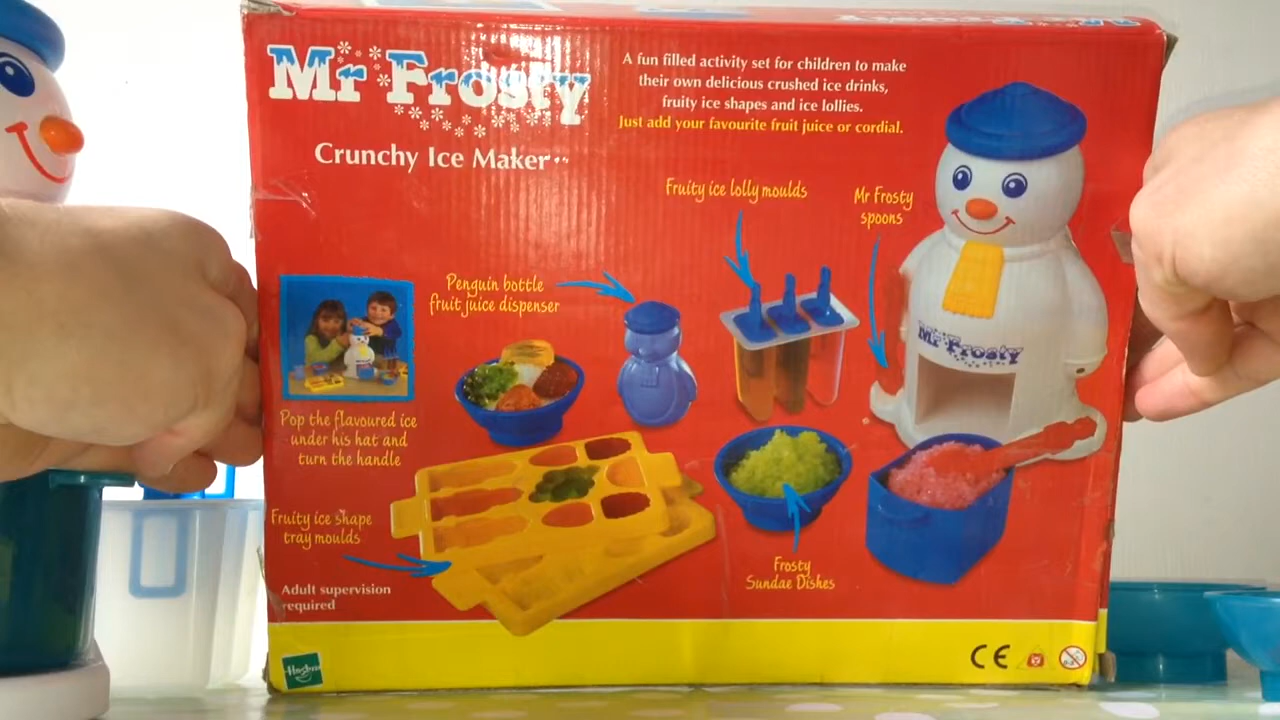 Mr Frosty
Crunchy Ice Maker
A fun filled activity set for children to make
their own delicious crushed ice drinks,
fruity ice shapes and ice lollies.
Just add your favourite fruit juice or cordial.
Fruity ice lolly moulds
Mr Frosty
spoons
Penguin bottle
fruit juice dispenser
Mr Frosty
Pop the flavoured ice
under his hat and
turn the handle
Fruity ice shape
tray moulds
Frosty
Sundae Dishes
Adult supervision
required
Hasbro
CE